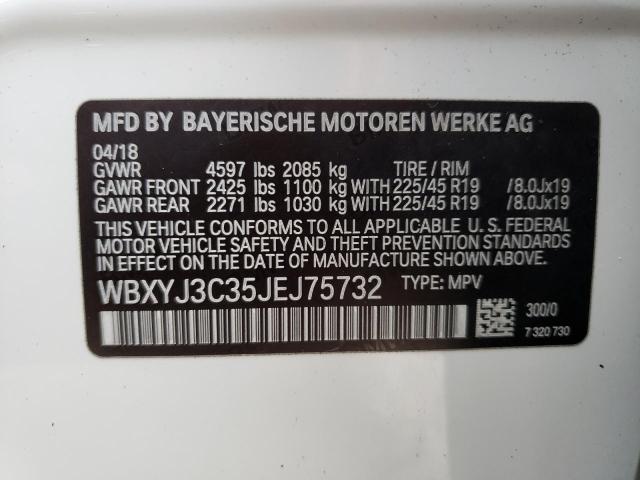 MFD BY BAYERISCHE MOTOREN WERKE AG
04/18
GVWR 4597 lbs 2085 kg TIRE / RIM
GAWR FRONT 2425 lbs 1100 kg WITH 225/45 R19 /8.0Jx19
GAWR REAR 2271 lbs 1030 kg WITH 225/45 R19 /8.0Jx19
THIS VEHICLE CONFORMS TO ALL APPLICABLE U. S. FEDERAL
MOTOR VEHICLE SAFETY AND THEFT PREVENTION STANDARDS
IN EFFECT ON THE DATE OF MANUFACTURE SHOWN ABOVE.
WBXYJ3C35JEJ75732 TYPE: MPV
300/0
7 320 730